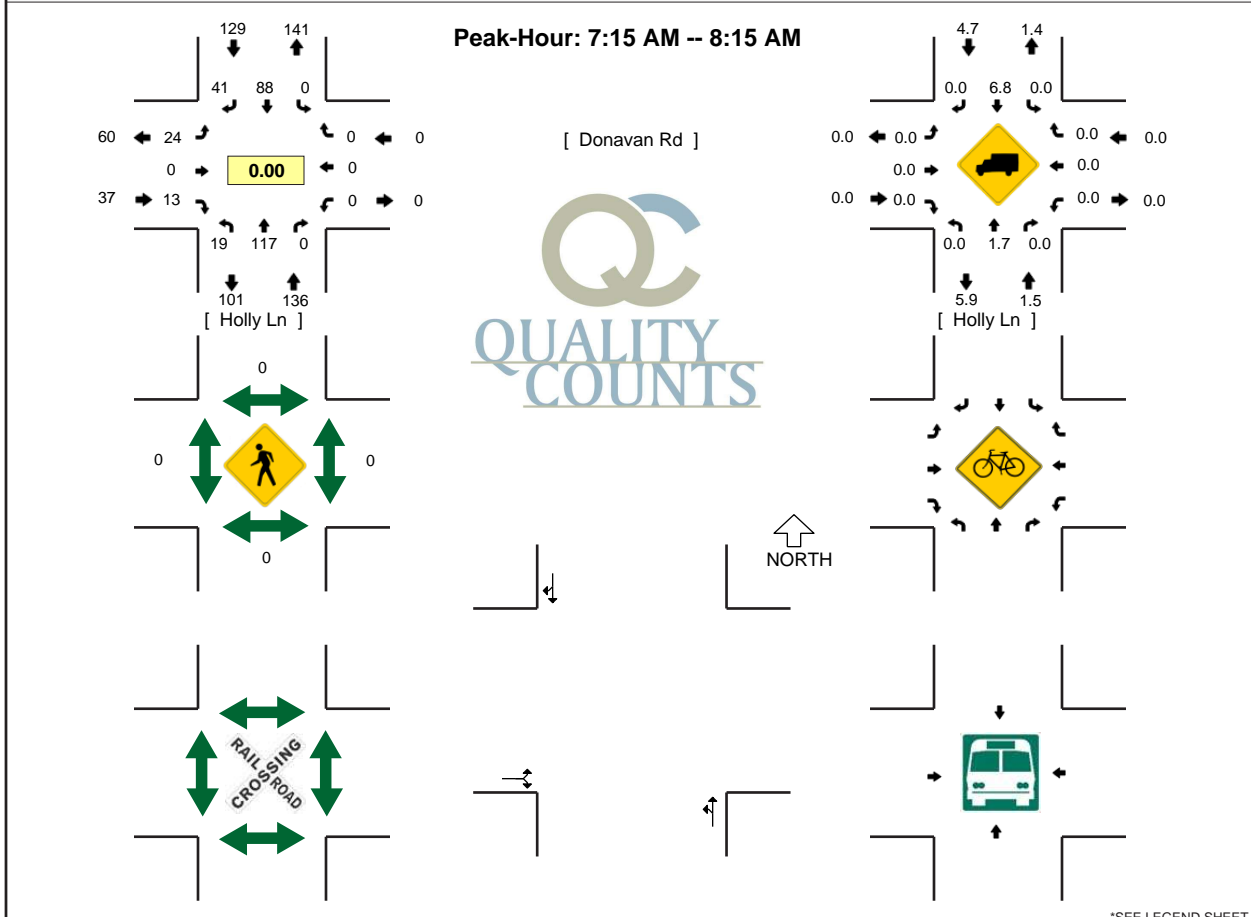 Peak-Hour: 7:15 AM -- 8:15 AM
129 141
41 88 0
60 24 0 0
0 0.00 0
37 13 0 0
19 117 0
101 136
[ Holly Ln ]
[ Donavan Rd ]
QC
QUALITY
COUNTS
4.7 1.4
0.0 6.8 0.0
0.0 0.0 0.0 0.0
0.0 0.0
0.0 0.0 0.0 0.0
0.0 1.7 0.0
5.9 1.5
[ Holly Ln ]
0
0 0
0
NORTH
RAIL ROAD
CROSSING
*SEE LEGEND SHEET